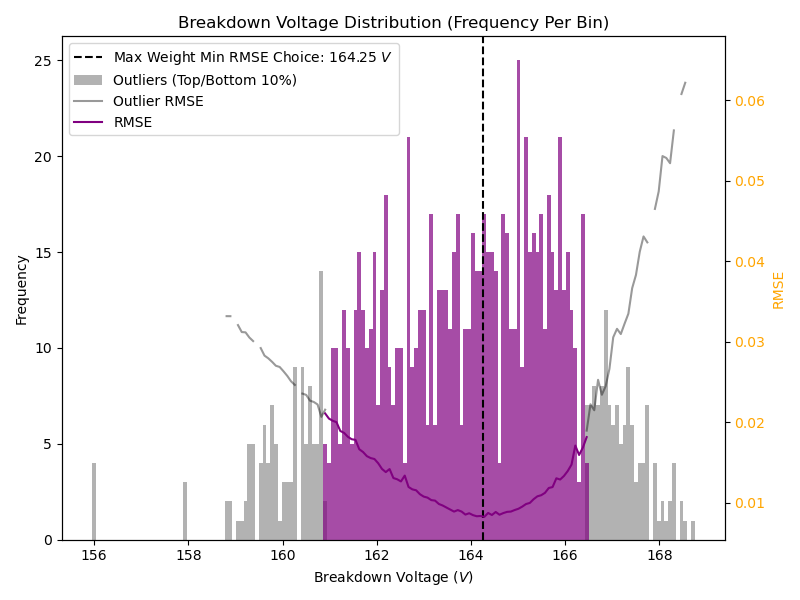 Breakdown Voltage Distribution (Frequency Per Bin)
Max Weight Min RMSE Choice: 164.25 V
Outliers (Top/Bottom 10%)
Outlier RMSE
RMSE
25
20
15
10
5
0
Frequency
0.06
0.05
0.04
0.03
0.02
0.01
RMSE
156 158 160 162 164 166 168
Breakdown Voltage (V)